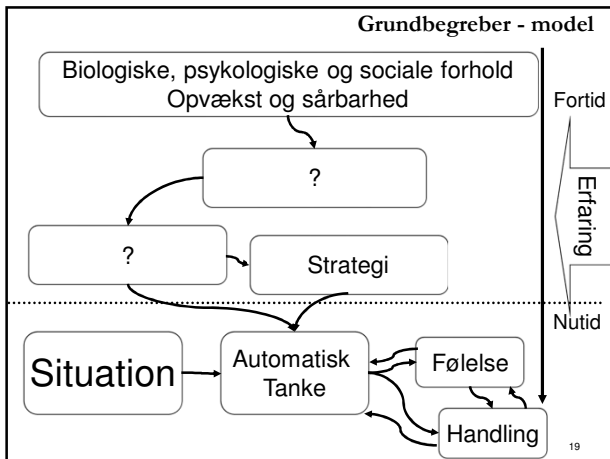 Grundbegreber - model
Biologiske, psykologiske og sociale forhold
Opvækst og sårbarhed
Fortid
?
Erfaring
?
Strategi
Nutid
Situation
Automatisk
Tanke
Følelse
Handling
19